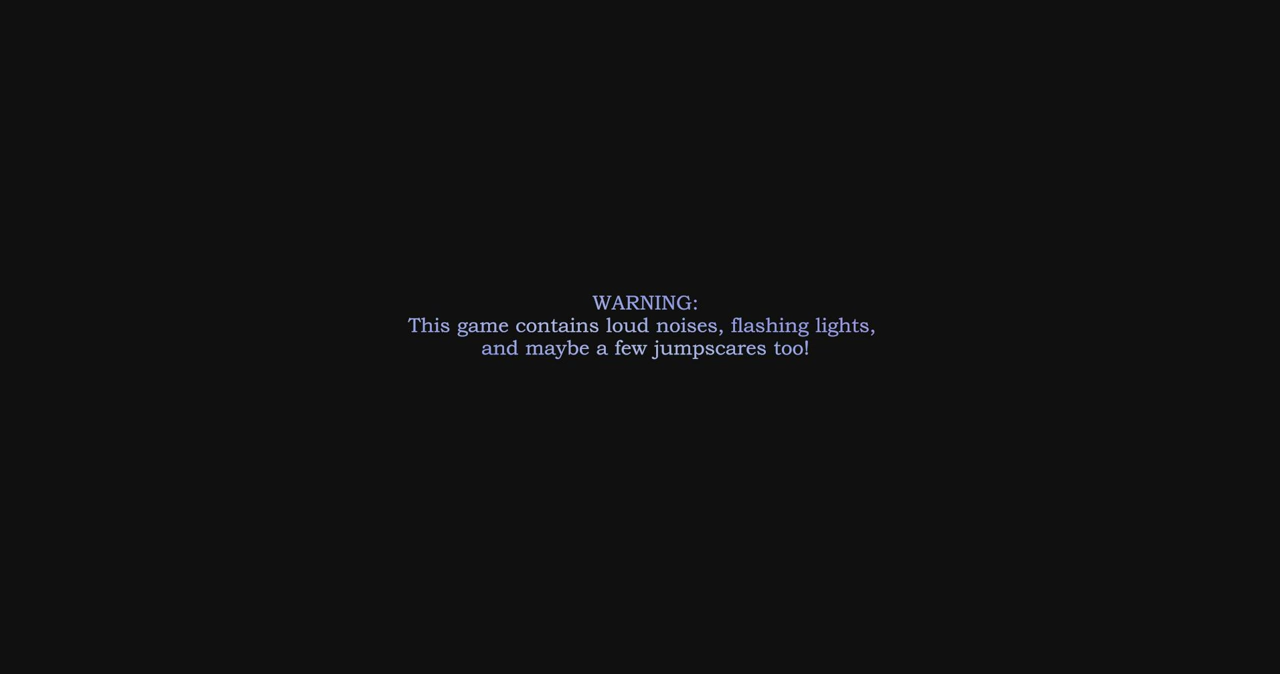 WARNING:
This game contains loud noises, flashing lights,
and maybe a few jumpscares too!